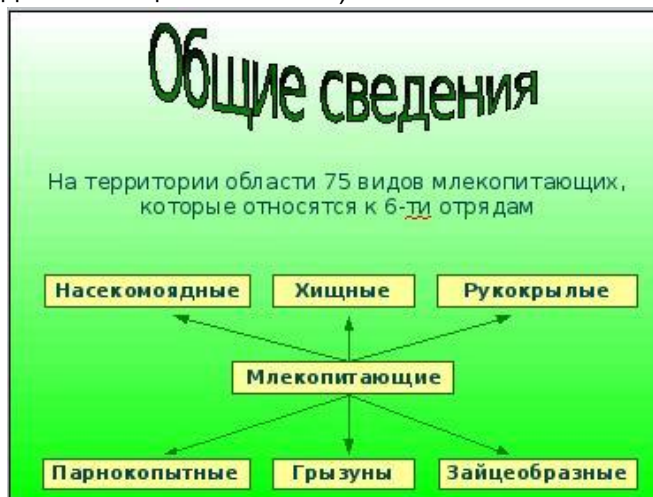 Общие сведения
На территории области 75 видов млекопитающих,
которые относятся к 6-ти отрядам
Насекомоядные Хищные Рукокрылые
Млекопитающие
Парнокопытные Грызуны Зайцеобразные